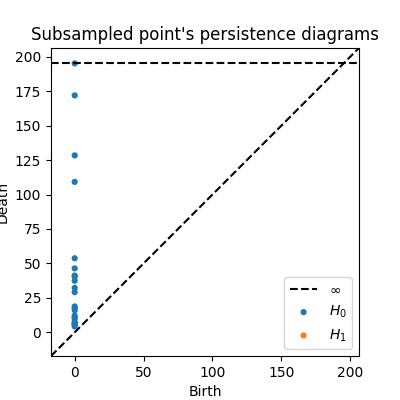 Subsampled point's persistence diagrams
200
175
150
125
100
75
50
25
0
Death
0 50 100 150 200
Birth
∞
H₀
H₁